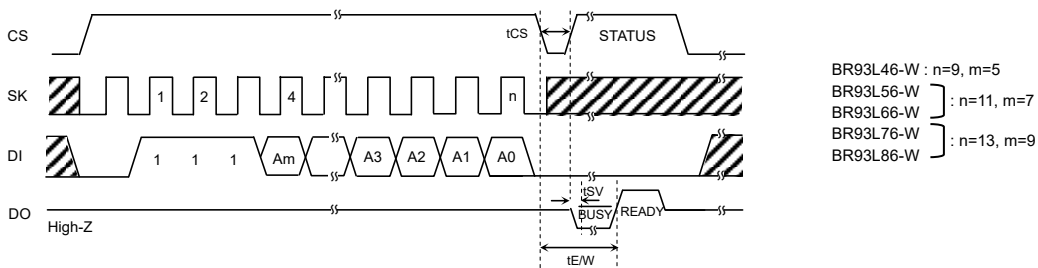 CS
tCS
STATUS
SK
1 2 4 n
DI
1 1 1 Am A3 A2 A1 A0
DO
High-Z
tSV
BUSY READY
tE/W
BR93L46-W : n=9, m=5
BR93L56-W
BR93L66-W : n=11, m=7
BR93L76-W
BR93L86-W : n=13, m=9